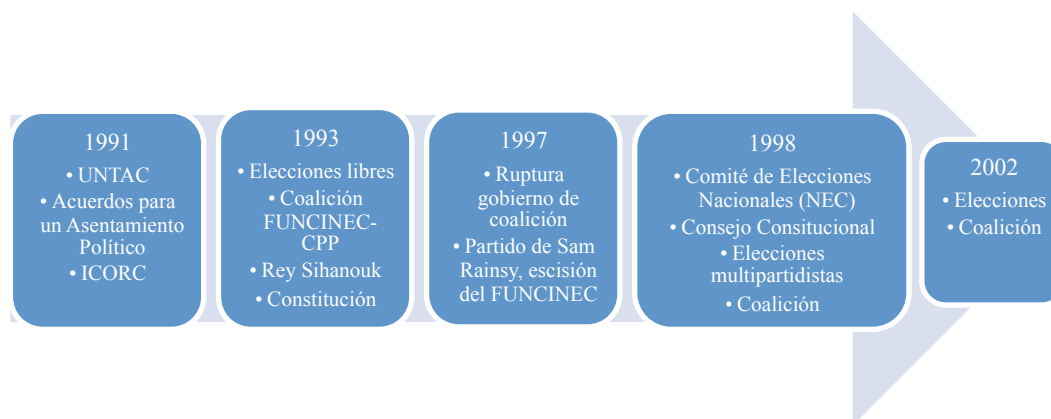 1991
• UNTAC
• Acuerdos para
un Asentamiento
Político
• ICORC
1993
• Elecciones libres
• Coalición
FUNCINEC-
CPP
• Rey Sihanouk
• Constitución
1997
• Ruptura
gobierno de
coalición
• Partido de Sam
Rainsy, escisión
del FUNCINEC
1998
• Comité de Elecciones
Nacionales (NEC)
• Consejo Consitucional
• Elecciones
multipartidistas
• Coalición
2002
• Elecciones
• Coalición